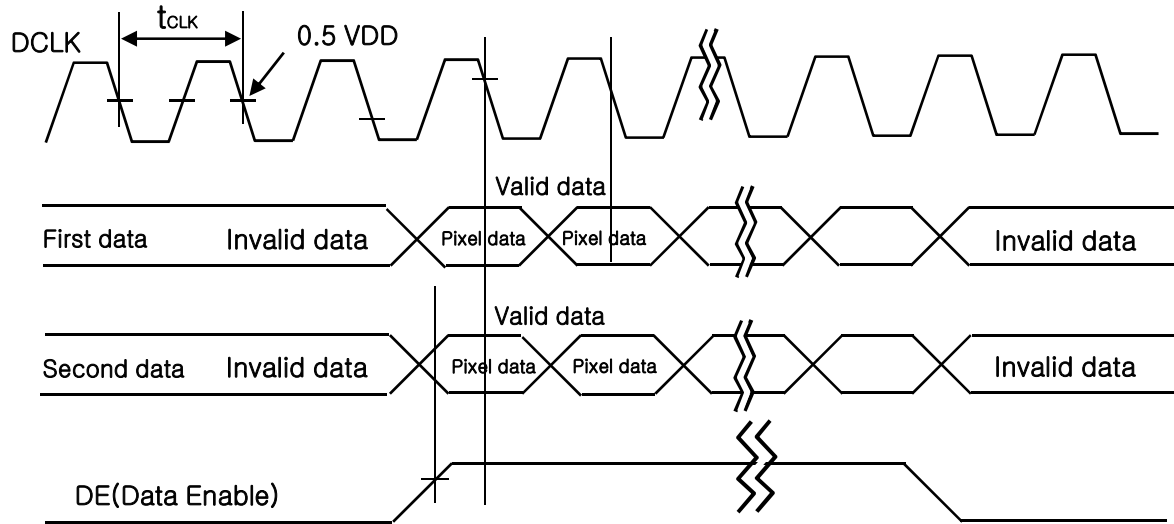 tCLK
DCLK
0.5 VDD
Valid data
First data
Invalid data
Pixel data
Pixel data
Invalid data
Valid data
Second data
Invalid data
Pixel data
Pixel data
Invalid data
DE(Data Enable)